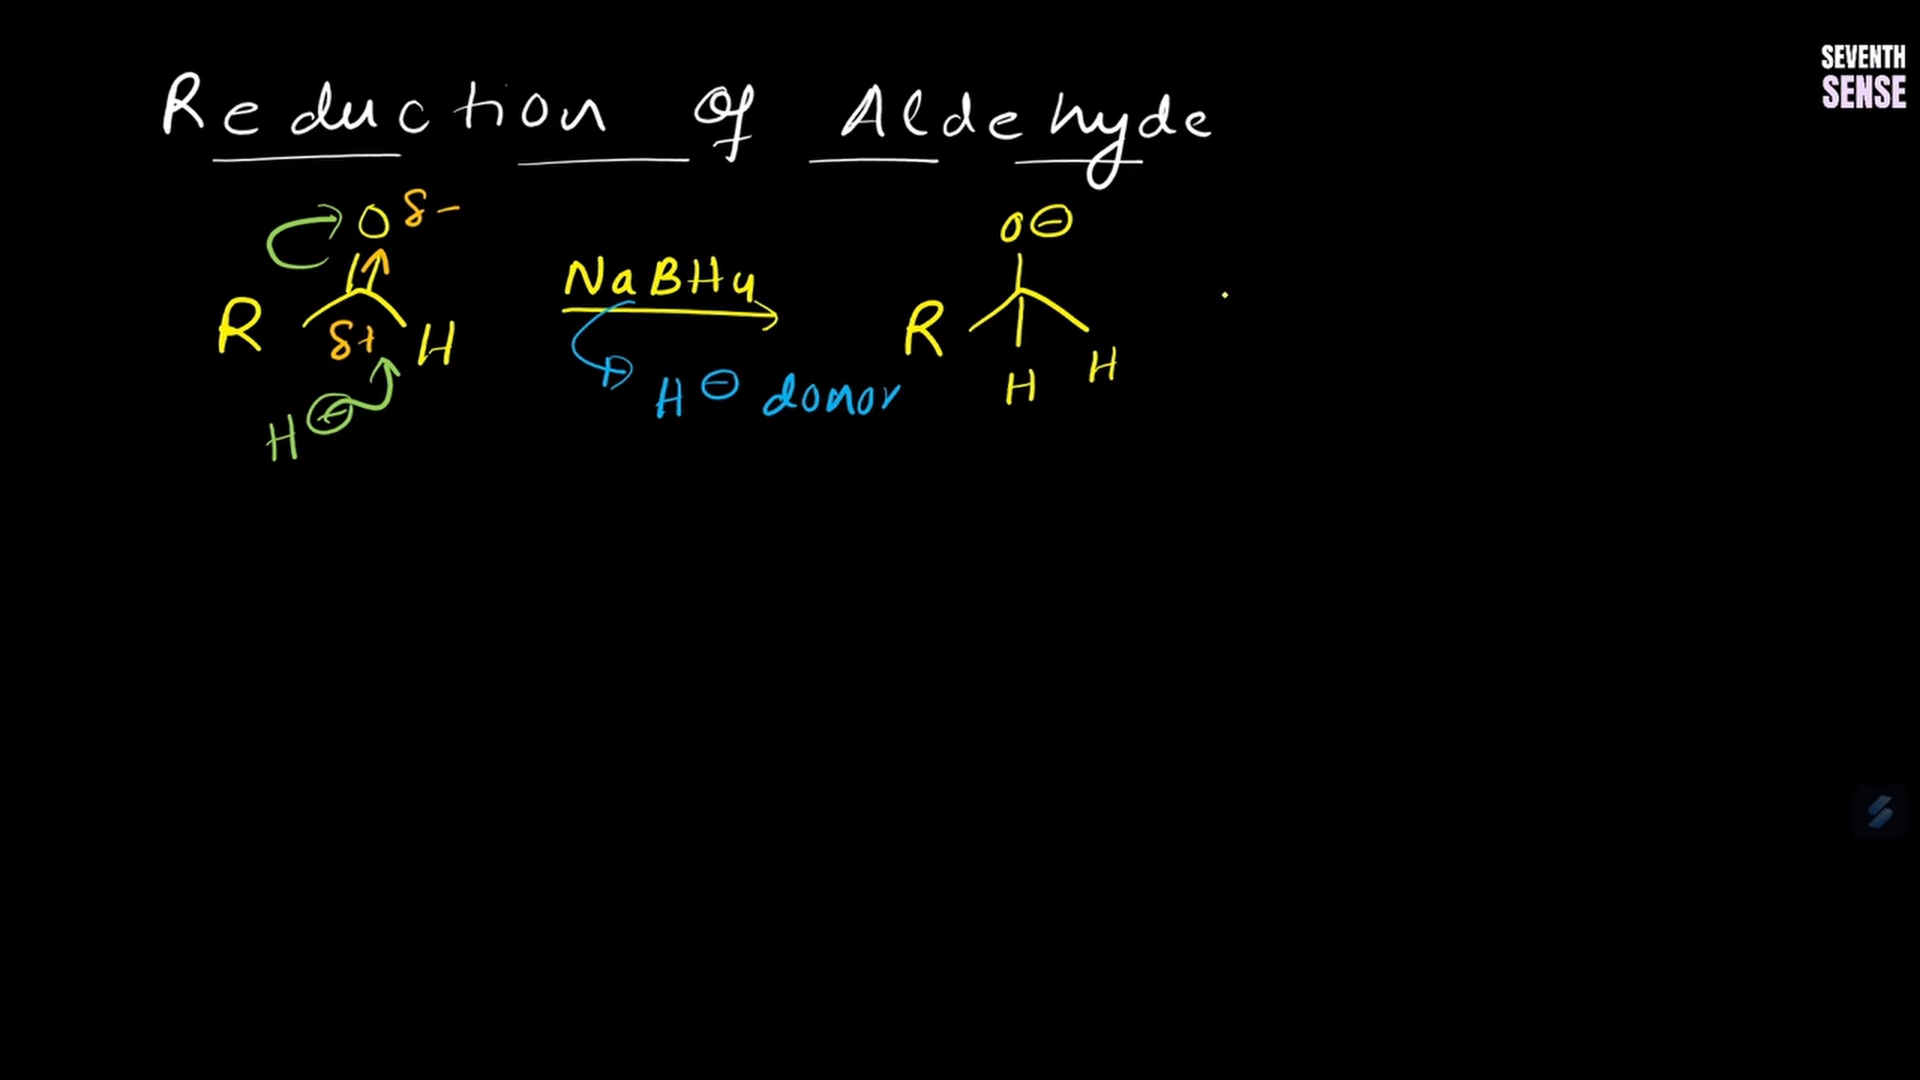 Reduction of Aldehyde
SEVENTH
SENSE
O δ-
R δ+ H
H ⊖
NaBH4
H ⊖ donor
O ⊖
R
H
H